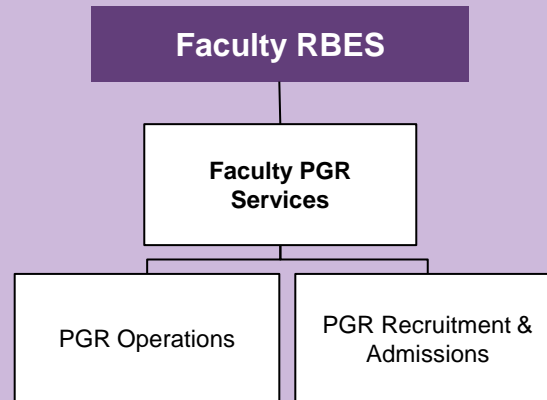 Faculty RBES
Faculty PGR
Services
PGR Operations
PGR Recruitment &
Admissions